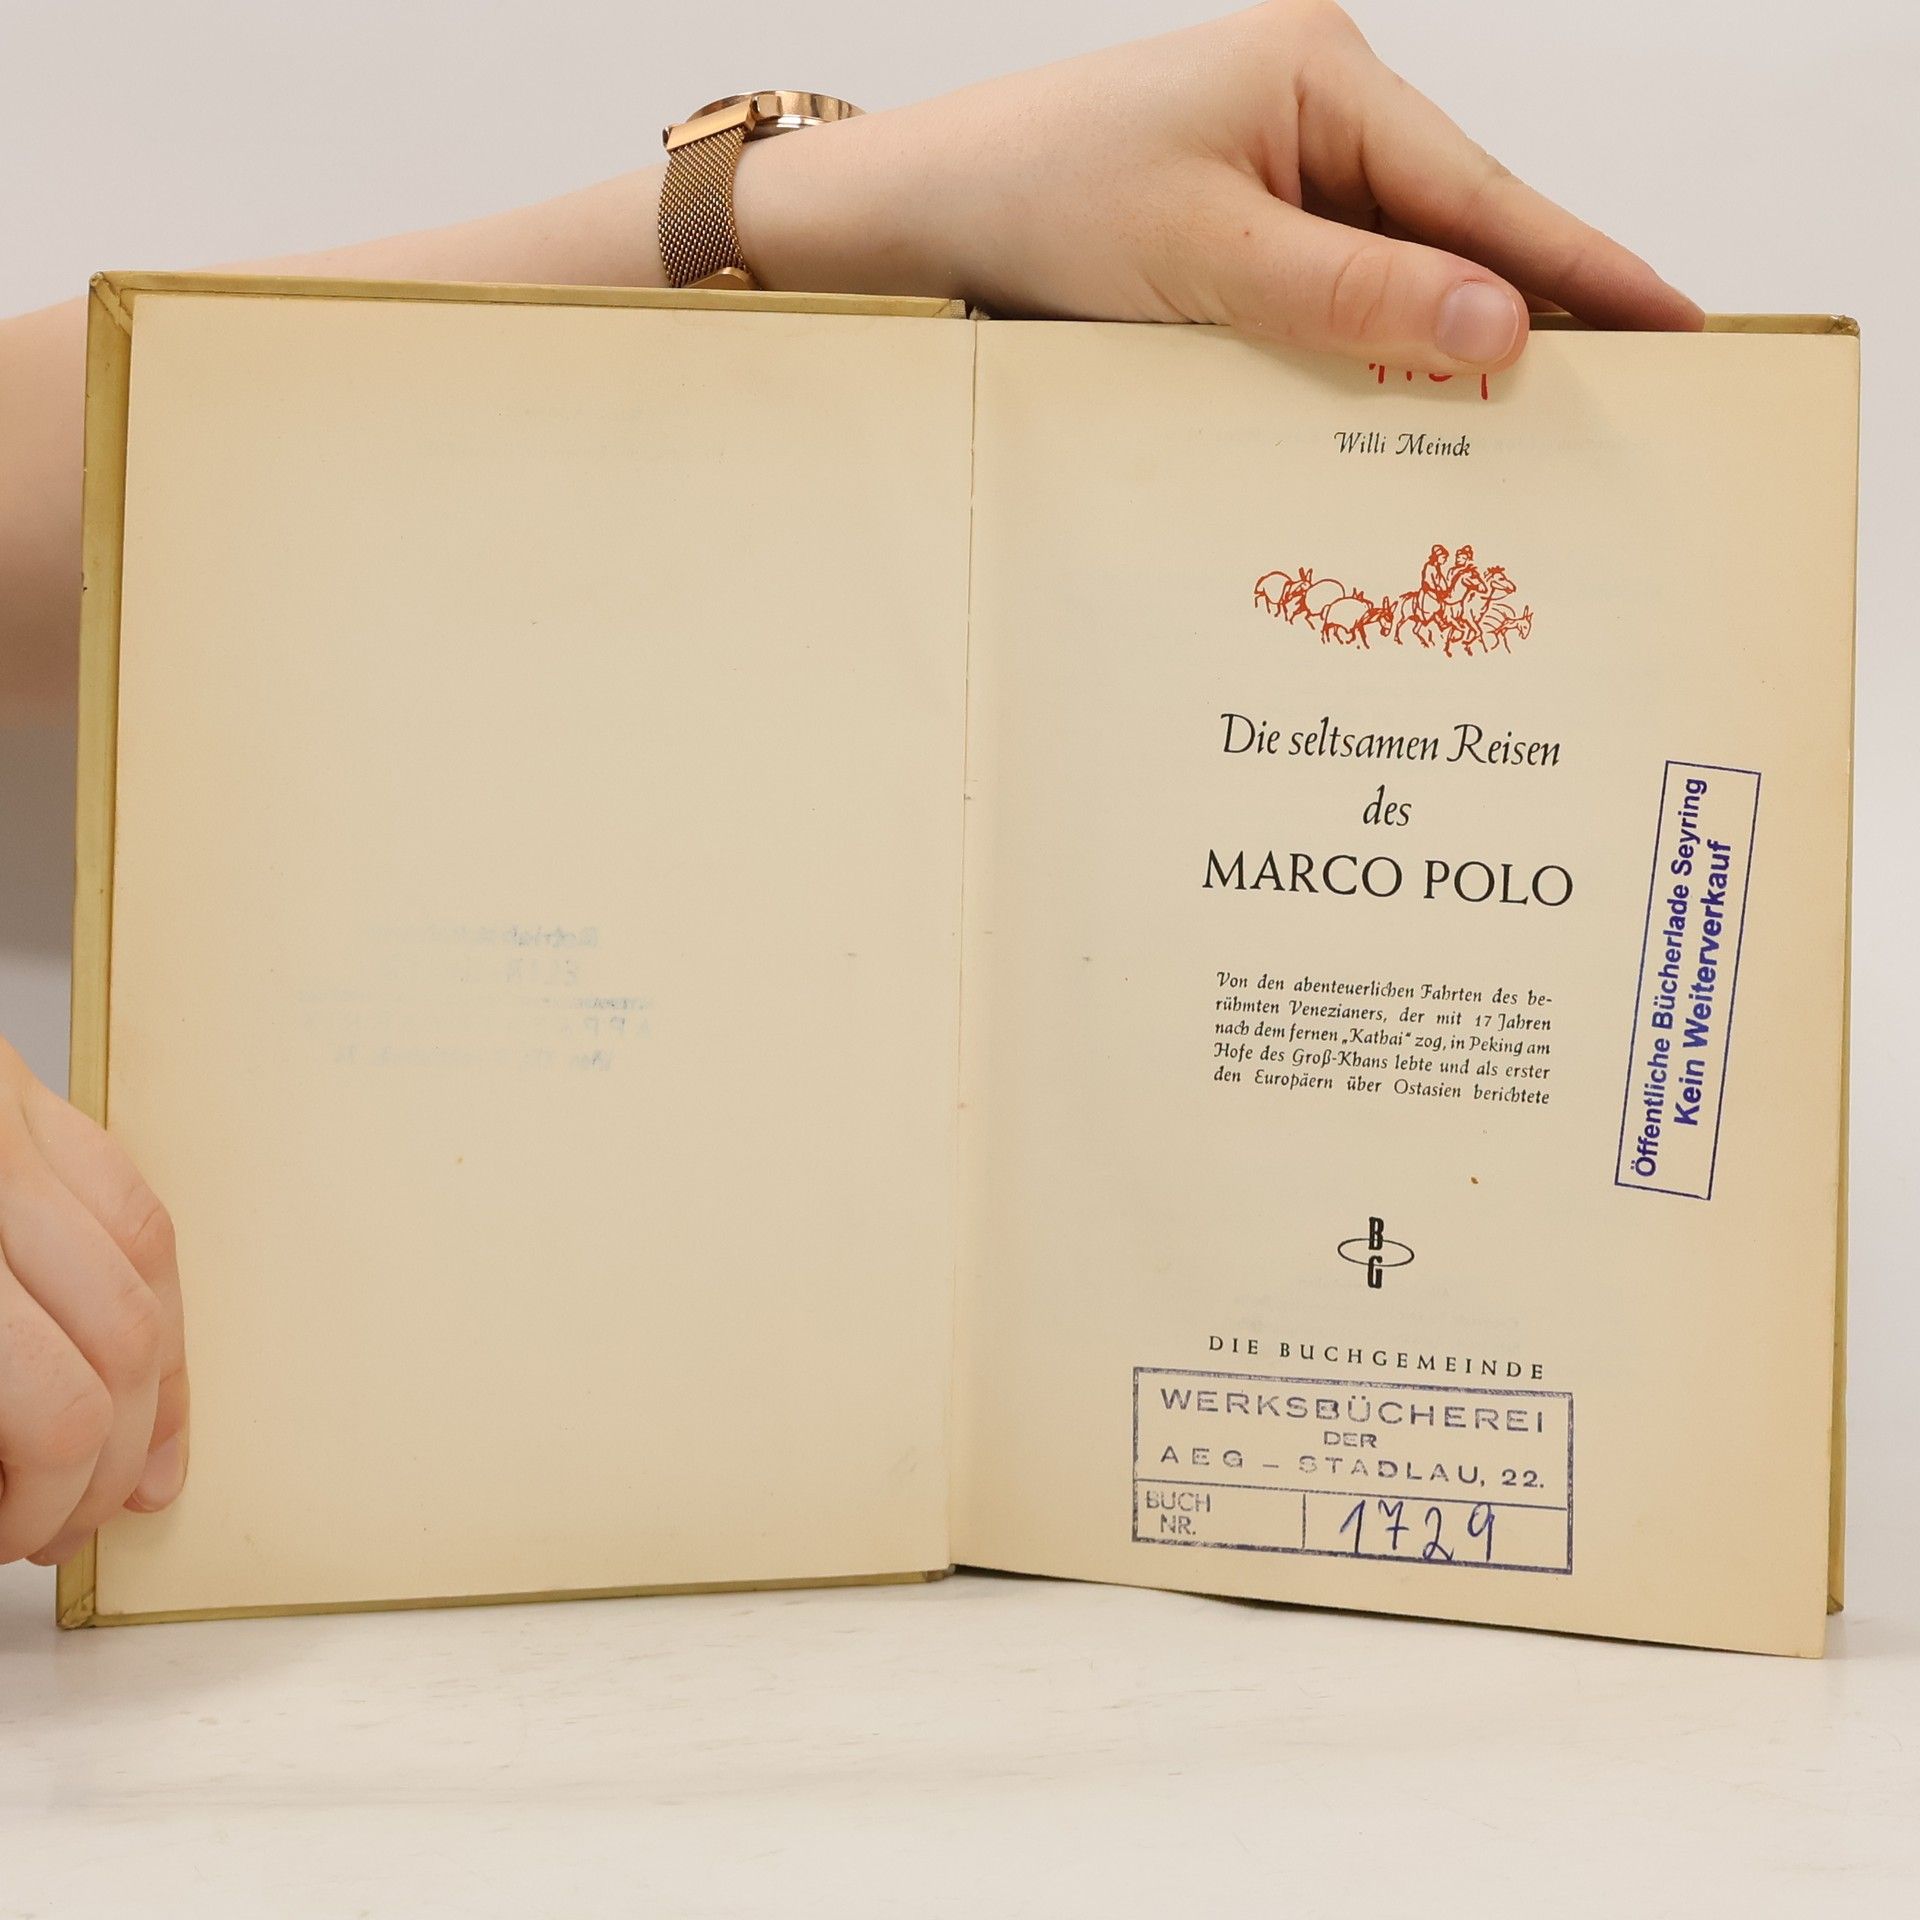 Willi Meinck
Die seltsamen Reisen
des
MARCO POLO
Von den abenteuerlichen Fahrten des be-
rühmten Venezianers, der mit 17 Jahren
nach dem fernen „Kathai“ zog, in Peking am
Hofe des Groß-Khans lebte und als erster
den Europäern über Ostasien berichtete
Öffentliche Bücherlade Seyring
Kein Weiterverkauf
B
G
DIE BUCHGEMEINDE
WERKSBÜCHEREI
DER
AEG – STADLAU, 22.
BUCH
NR.
1729